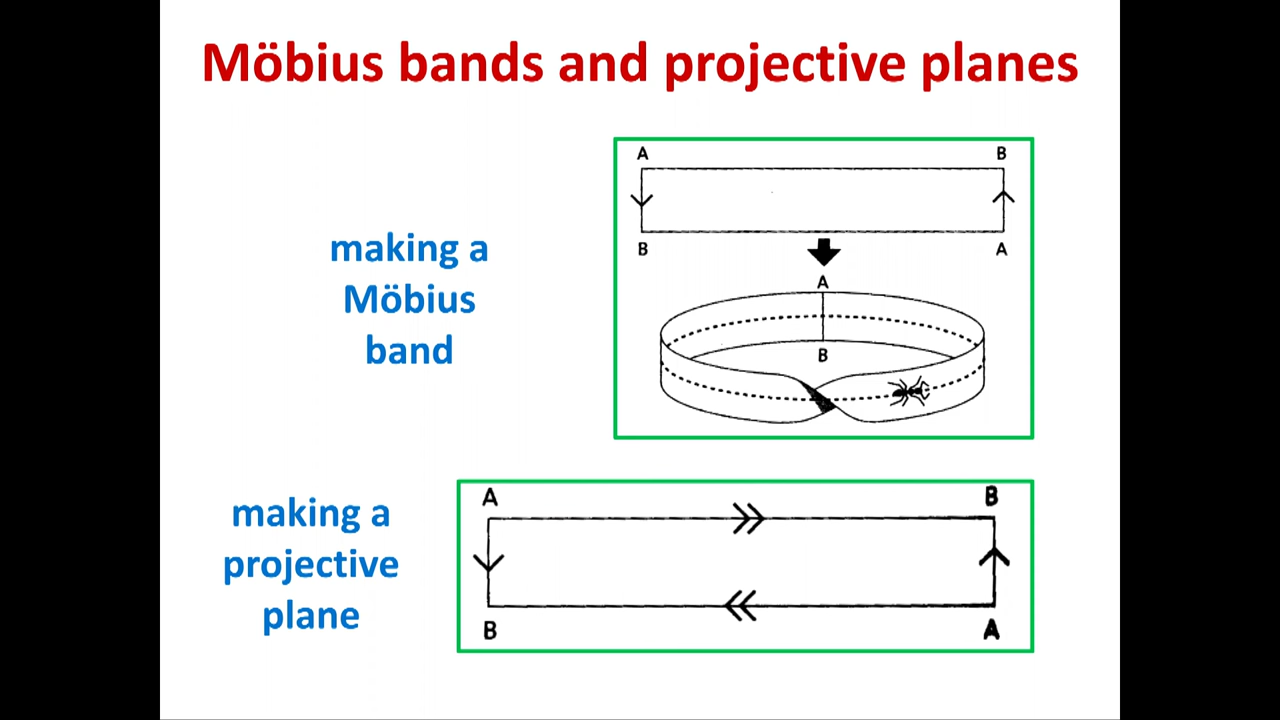 Möbius bands and projective planes
making a
Möbius
band
A B
B A
A
B
making a
projective
plane
A B
B A